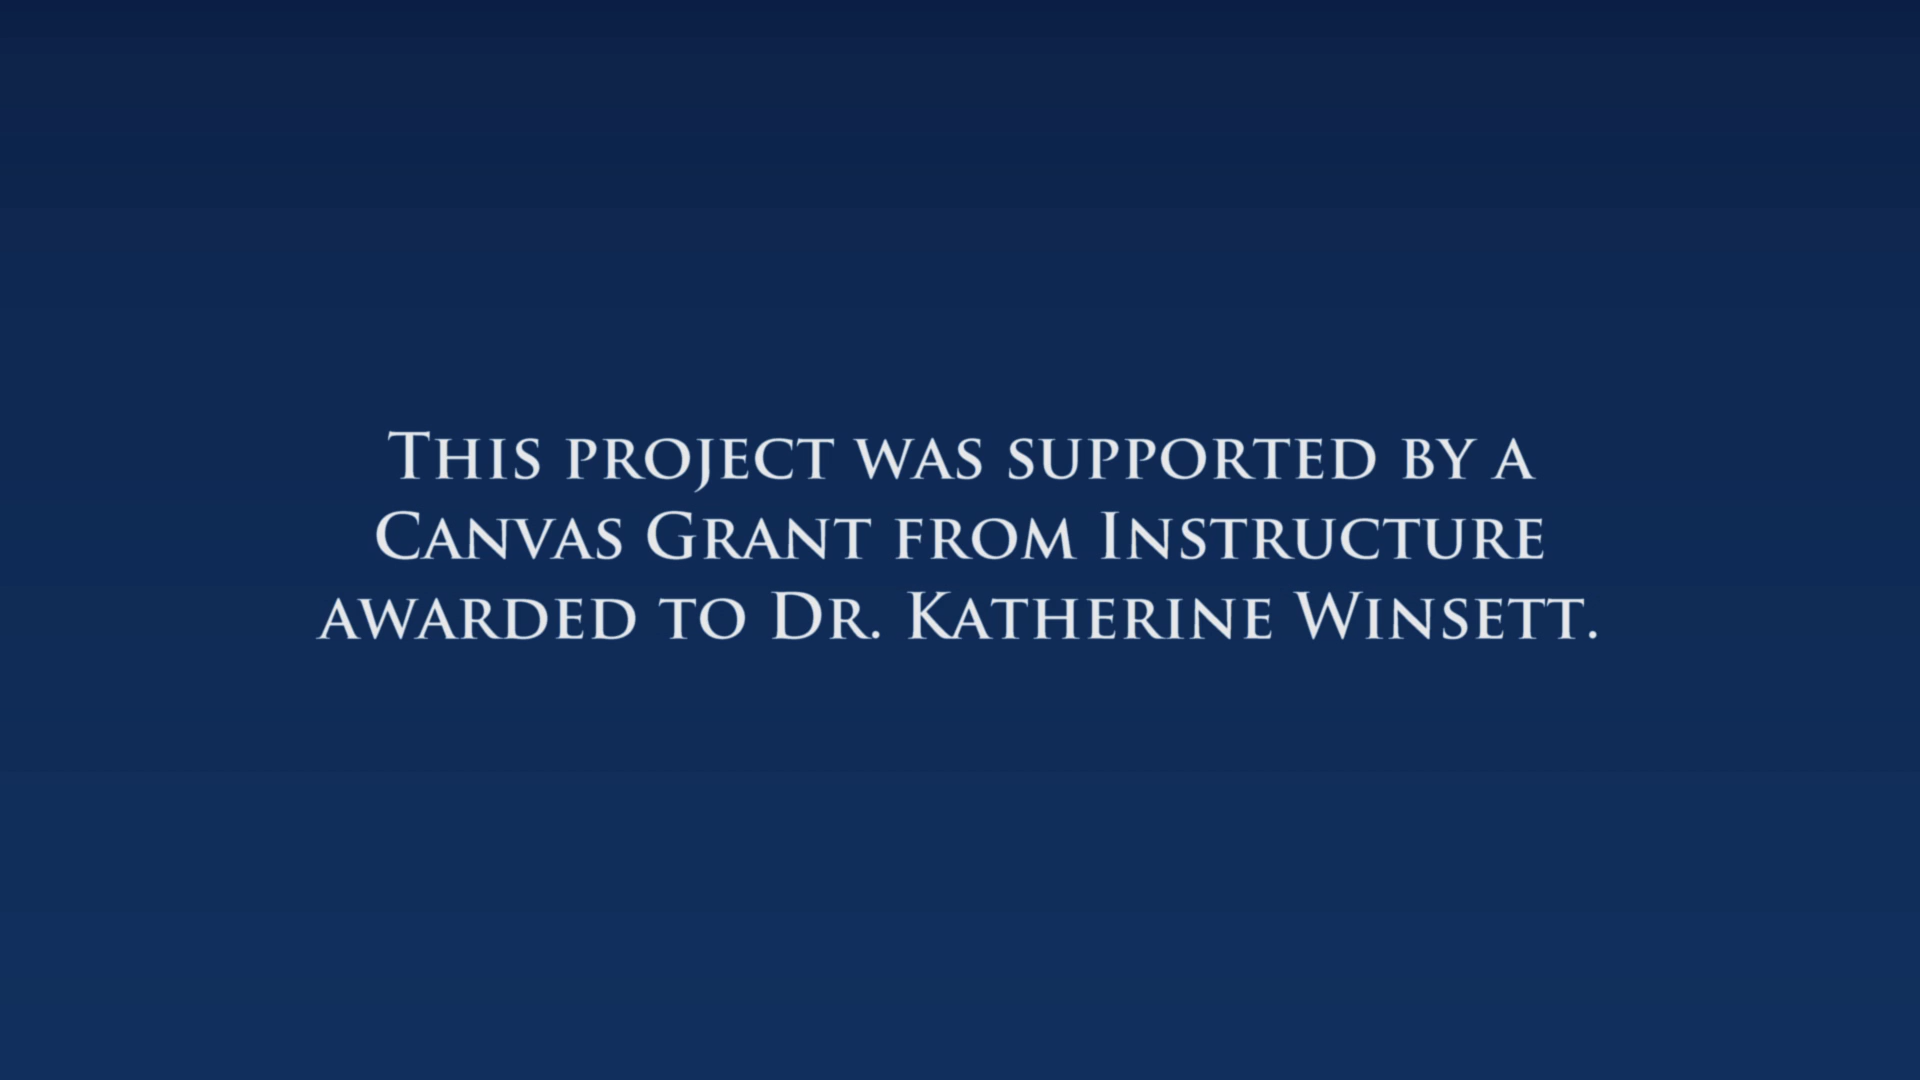 This project was supported by a
Canvas Grant from Instructure
awarded to Dr. Katherine Winsett.